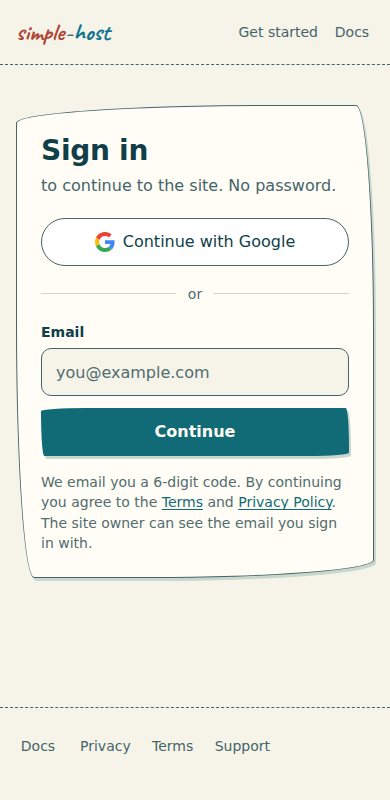 simple-host
Get started
Docs
Sign in
to continue to the site. No password.
Continue with Google
or
Email
you@example.com
Continue
We email you a 6-digit code. By continuing
you agree to the Terms and Privacy Policy.
The site owner can see the email you sign
in with.
Docs
Privacy
Terms
Support